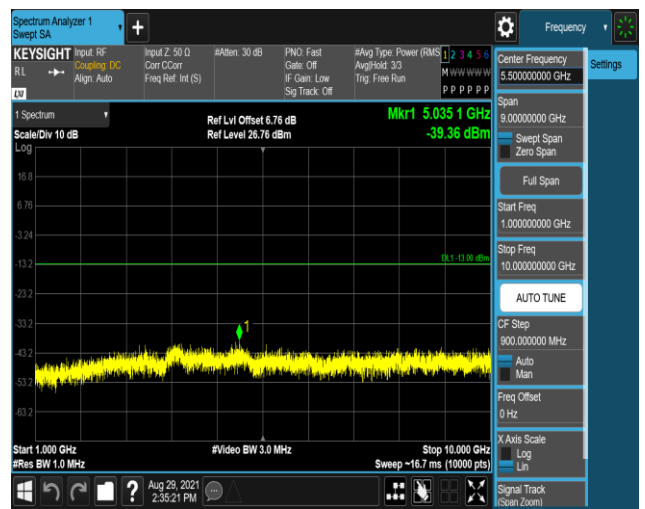 Spectrum Analyzer 1
Swept SA
+
Frequency
KEYSIGHT
RL
LXI
Input: RF
Coupling: DC
Align: Auto
Input Z: 50 Ω
Corr CCorr
Freq Ref: Int (S)
#Atten: 30 dB
PNO: Fast
Gate: Off
IF Gain: Low
Sig Track: Off
#Avg Type: Power (RMS
Avg|Hold: 3/3
Trig: Free Run
1 2 3 4 5 6
M W W W W W
P P P P P P
Center Frequency
5.500000000 GHz
Settings
Span
9.00000000 GHz
Swept Span
Zero Span
Full Span
Start Freq
1.000000000 GHz
Stop Freq
10.000000000 GHz
AUTO TUNE
CF Step
900.000000 MHz
Auto
Man
Freq Offset
0 Hz
X Axis Scale
Log
Lin
Signal Track
(Span Zoom)
1 Spectrum
Scale/Div 10 dB
Log
Ref Lvl Offset 6.76 dB
Ref Level 26.76 dBm
Mkr1 5.035 1 GHz
-39.36 dBm
16.8
6.76
-3.24
-13.2
-23.2
-33.2
-43.2
-53.2
-63.2
DL1 -13.00 dBm
1
Start 1.000 GHz
#Res BW 1.0 MHz
#Video BW 3.0 MHz
Stop 10.000 GHz
Sweep ~16.7 ms (10000 pts)
?
Aug 29, 2021
2:35:21 PM